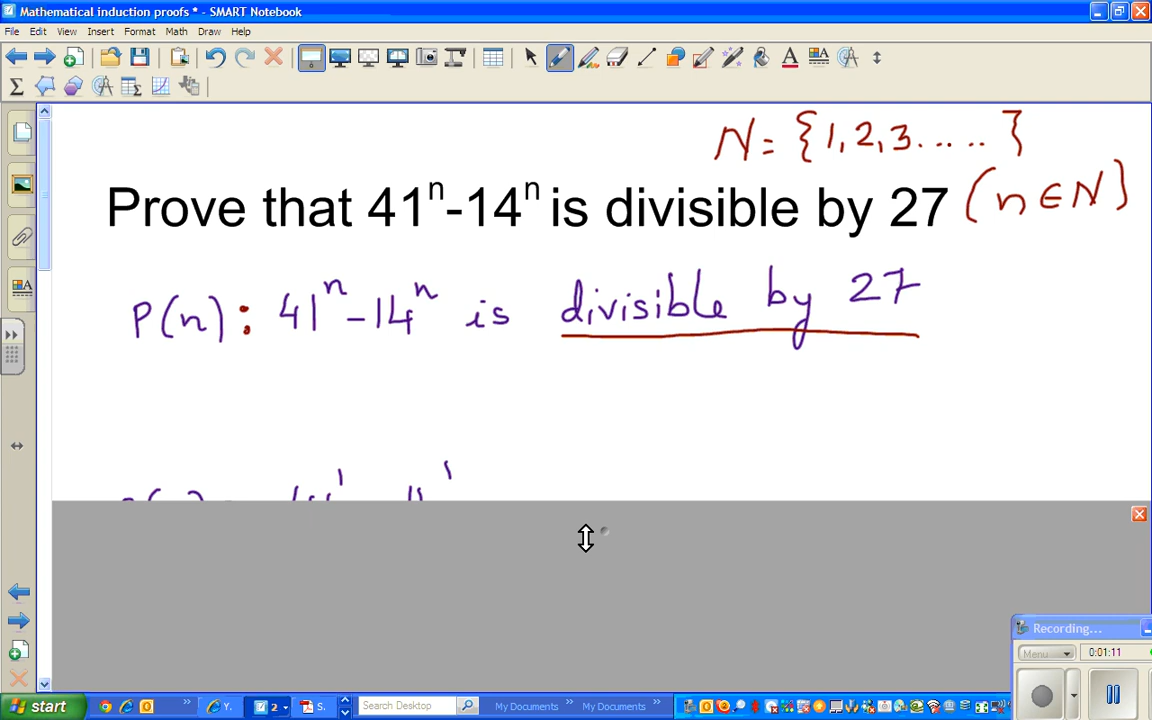 Mathematical induction proofs * - SMART Notebook
File Edit View Insert Format Math Draw Help
N = {1, 2, 3.....}
Prove that 41ⁿ-14ⁿ is divisible by 27 (n ∈ N)
P(n): 41ⁿ - 14ⁿ is divisible by 27
Recording...
Menu 0:01:11
start Y. 2 S. Search Desktop My Documents » My Documents »